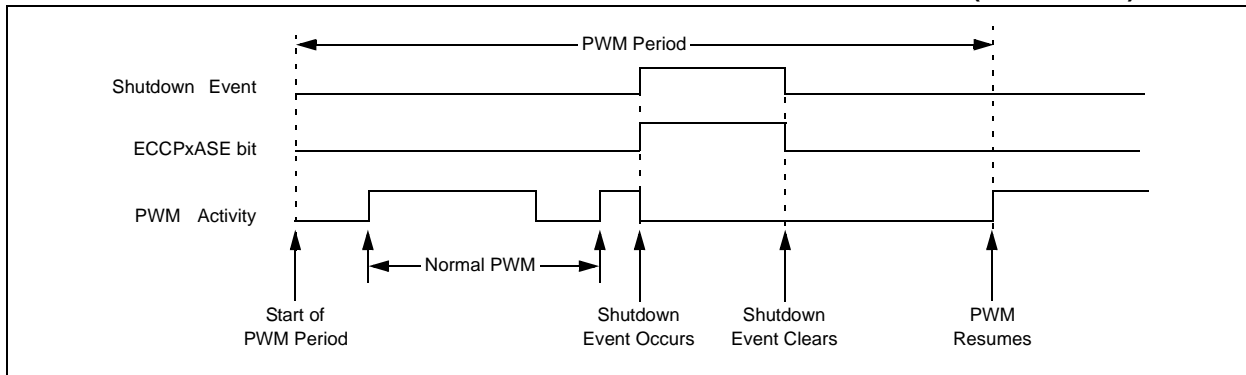 PWM Period
Shutdown Event
ECCPxASE bit
PWM Activity
Normal PWM
Start of
PWM Period
Shutdown
Event Occurs
Shutdown
Event Clears
PWM
Resumes